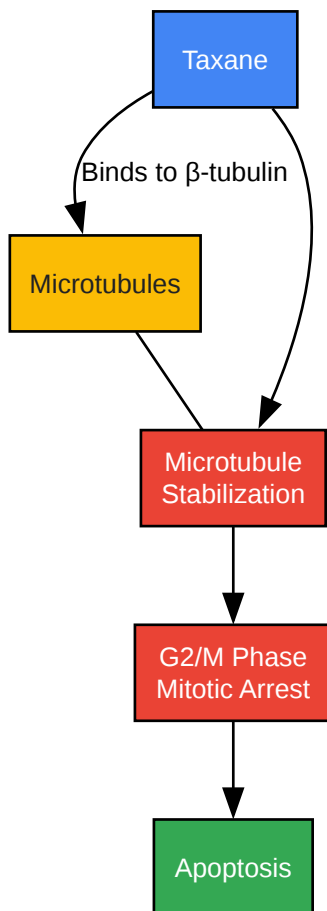 Taxane
Binds to β-tubulin
Microtubules
Microtubule
Stabilization
G2/M Phase
Mitotic Arrest
Apoptosis